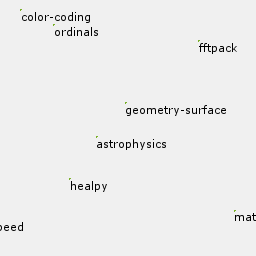 color-coding
ordinals
fftpack
geometry-surface
astrophysics
healpy
mat
peed